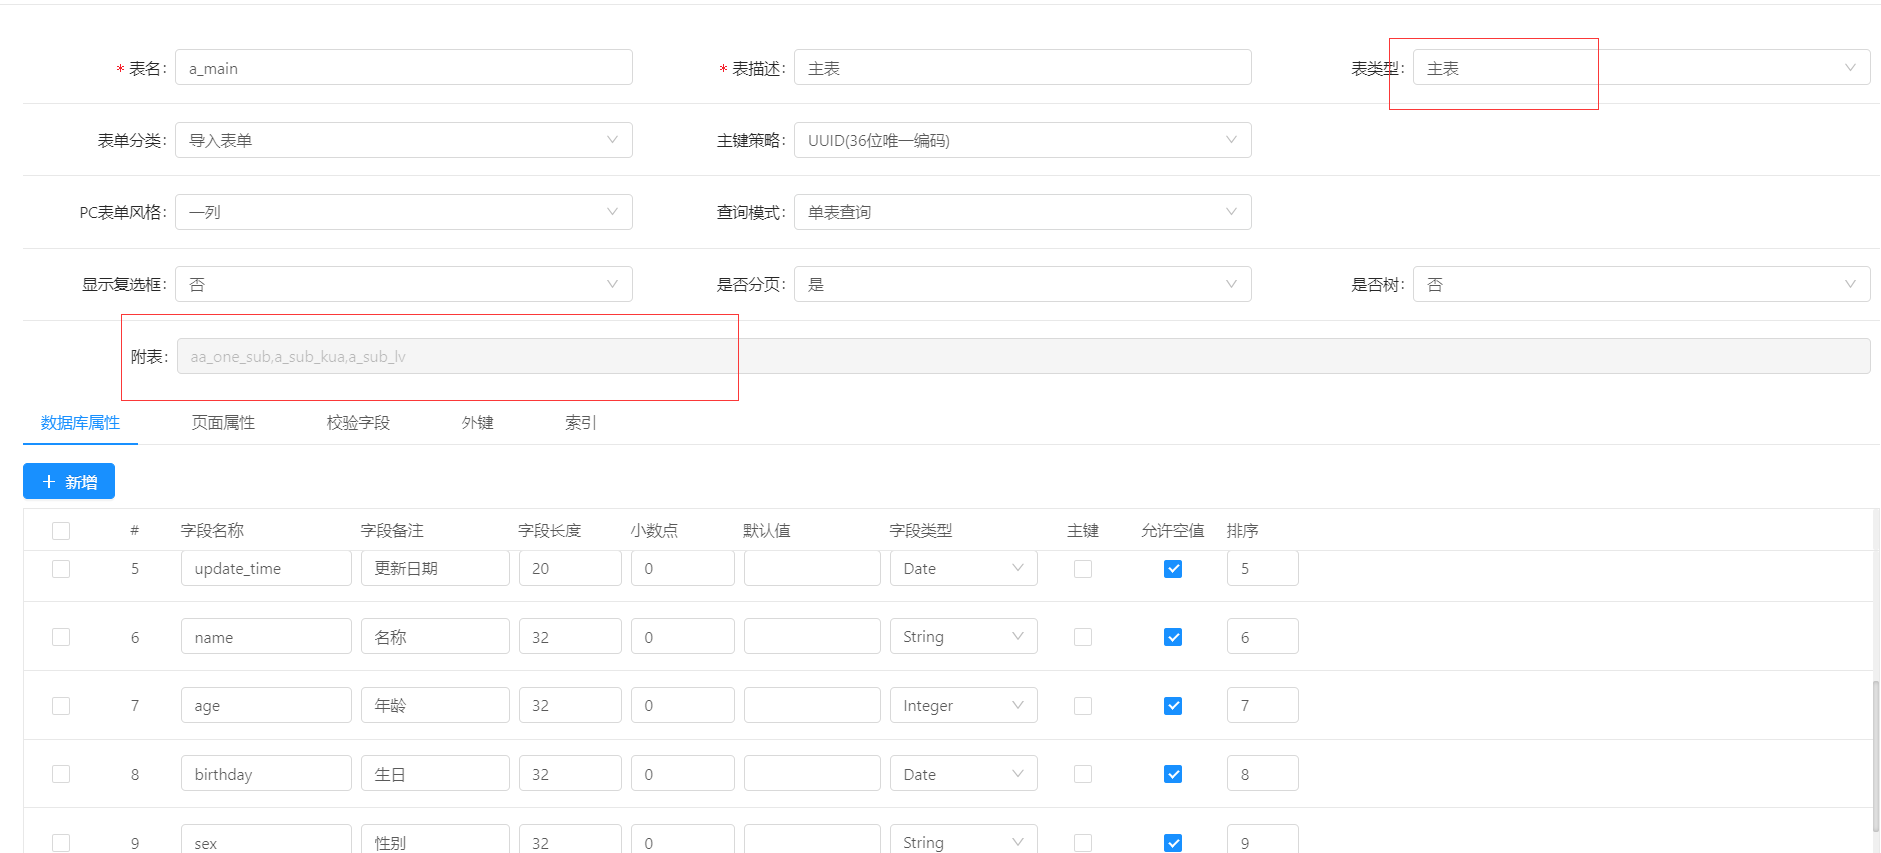 * 表名： a_main * 表描述： 主表 表类型： 主表
表单分类： 导入表单 主键策略： UUID(36位唯一编码)
PC表单风格： 一列 查询模式： 单表查询
显示复选框： 否 是否分页： 是 是否树： 否
附表： aa_one_sub,a_sub_kua,a_sub_lv
数据库属性 页面属性 校验字段 外键 索引
+ 新增
# 字段名称 字段备注 字段长度 小数点 默认值 字段类型 主键 允许空值 排序
5 update_time 更新日期 20 0 Date 5
6 name 名称 32 0 String 6
7 age 年龄 32 0 Integer 7
8 birthday 生日 32 0 Date 8
9 sex 性别 32 0 String 9